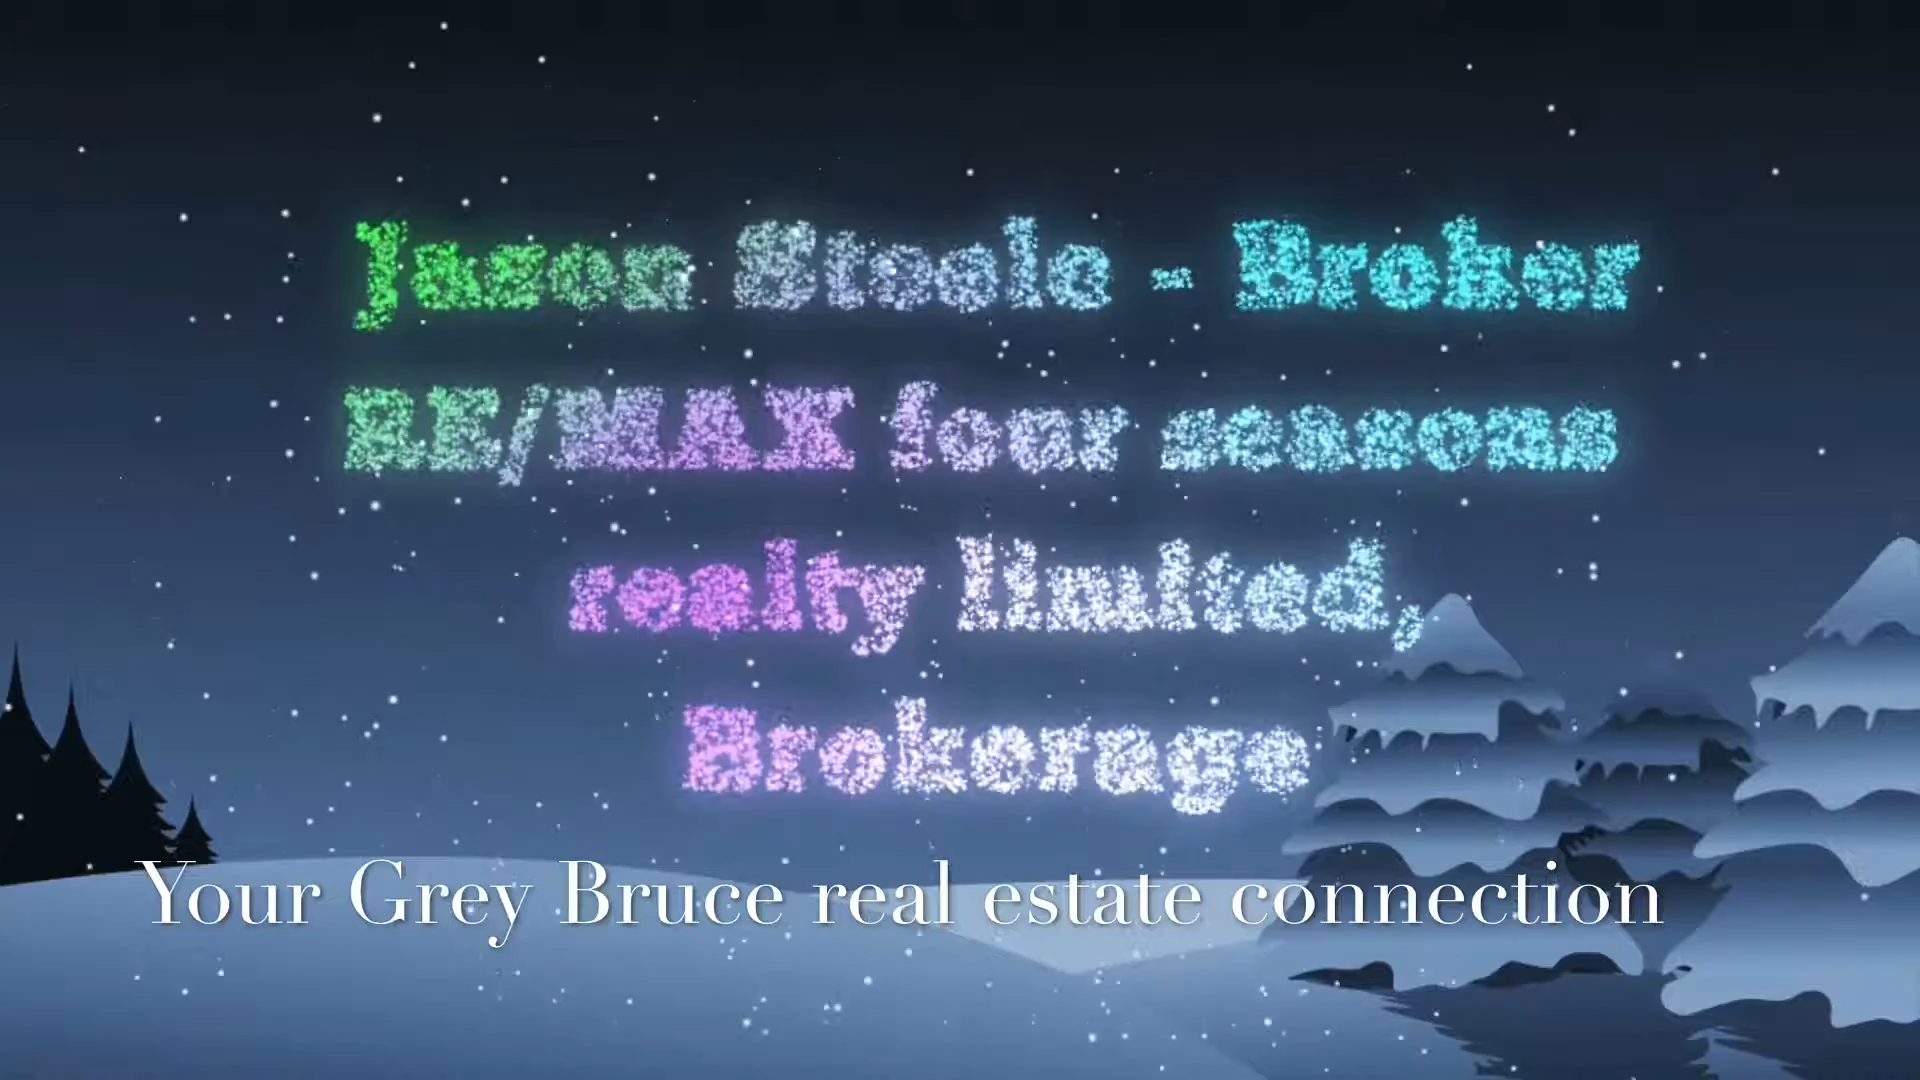 Jason Steele - Broker
RE/MAX four seasons
realty limited,
Brokerage
Your Grey Bruce real estate connection